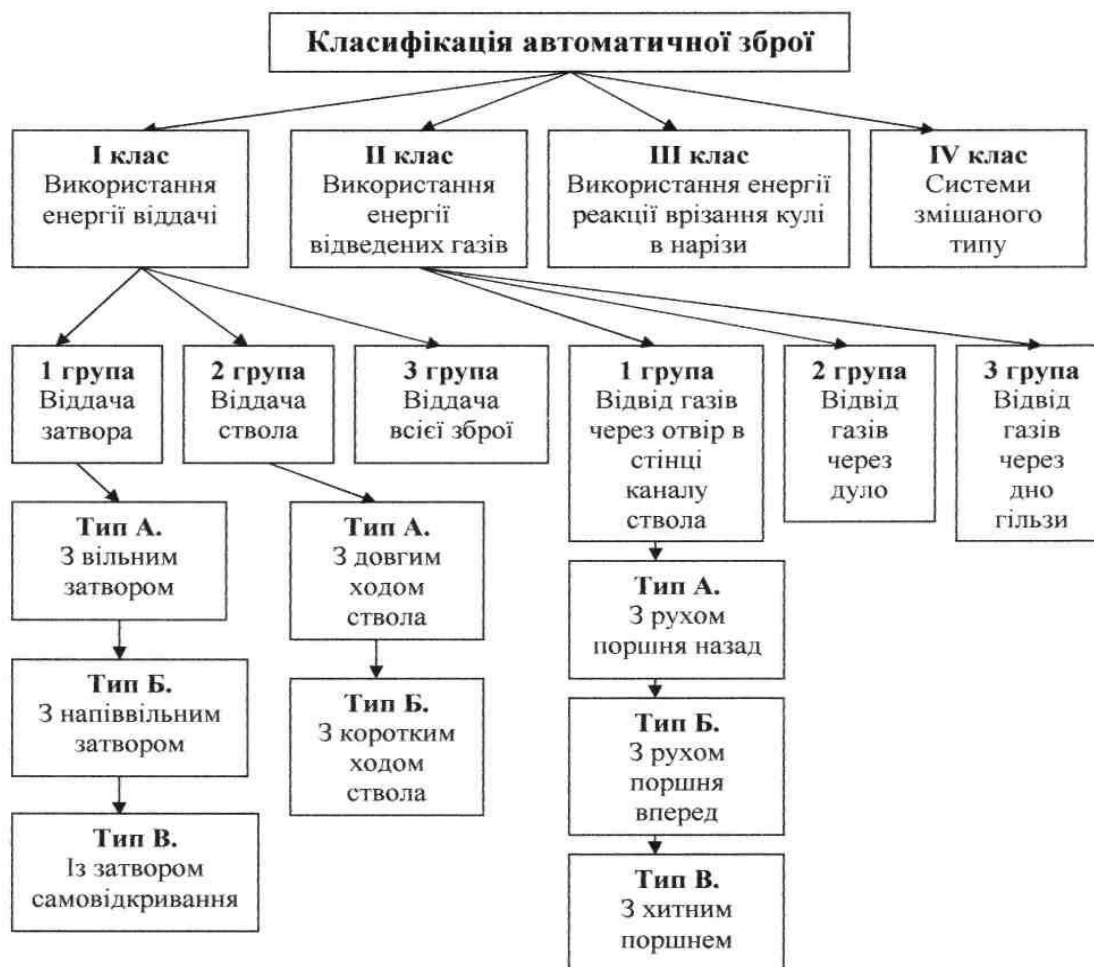 Класифікація автоматичної зброї
I клас
Використання
енергії віддачі
II клас
Використання
енергії
відведених газів
III клас
Використання енергії
реакції врізання кулі
в нарізи
IV клас
Системи
змішаного
типу
1 група
Віддача
затвора
2 група
Віддача
ствола
3 група
Віддача
всієї зброї
1 група
Відвід газів
через отвір в
стінці
каналу
ствола
2 група
Відвід
газів
через
дуло
3 група
Відвід
газів
через
дно
гільзи
Тип А.
З вільним
затвором
Тип Б.
З напіввільним
затвором
Тип В.
Із затвором
самовідкривання
Тип А.
З довгим
ходом
ствола
Тип Б.
З коротким
ходом
ствола
Тип А.
З рухом
поршня назад
Тип Б.
З рухом
поршня
вперед
Тип В.
З хитним
поршнем